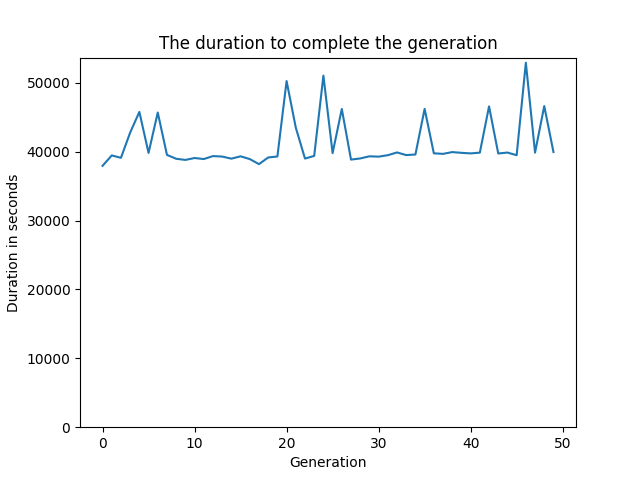 The duration to complete the generation
50000
40000
30000
20000
10000
0
Duration in seconds
0 10 20 30 40 50
Generation